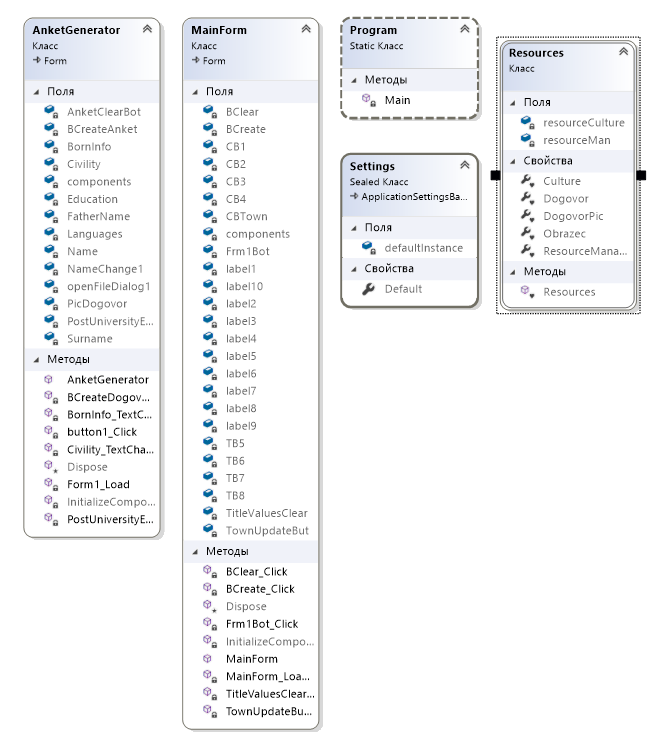 AnketGenerator
Класс
Form
Поля
AnketClearBot
BCreateAnket
BornInfo
Civility
components
Education
FatherName
Languages
Name
NameChange1
openFileDialog1
PicDogovor
PostUniversityE...
Surname
Методы
AnketGenerator
BCreateDogov...
BornInfo_TextC...
button1_Click
Civility_TextCha...
Dispose
Form1_Load
InitializeCompo...
PostUniversityE...
MainForm
Класс
Form
Поля
BClear
BCreate
CB1
CB2
CB3
CB4
CBTown
components
Frm1Bot
label1
label10
label2
label3
label4
label5
label6
label7
label8
label9
TB5
TB6
TB7
TB8
TitleValuesClear
TownUpdateBut
Методы
BClear_Click
BCreate_Click
Dispose
Frm1Bot_Click
InitializeCompo...
MainForm
MainForm_Loa...
TitleValuesClear...
TownUpdateBu...
Program
Static Класс
Методы
Main
Settings
Sealed Класс
ApplicationSettingsBa...
Поля
defaultInstance
Свойства
Default
Resources
Класс
Поля
resourceCulture
resourceMan
Свойства
Culture
Dogovor
DogovorPic
Obrazec
ResourceMana...
Методы
Resources